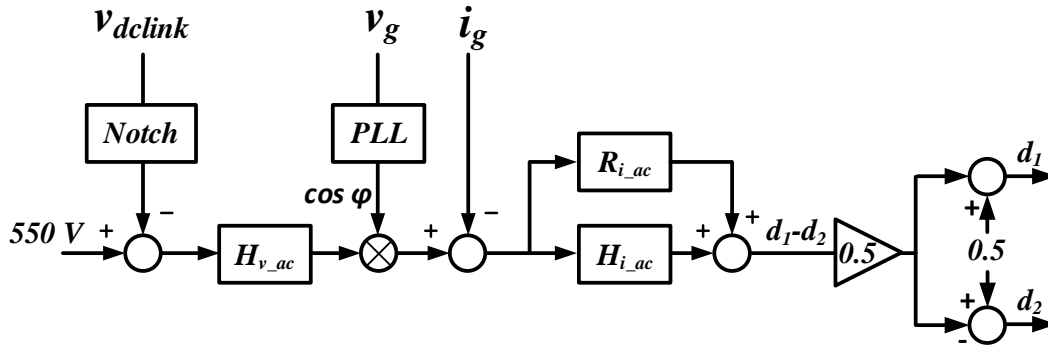 v_dclink v_g i_g
Notch PLL R_i_ac d_1
cos φ
− − + +
550 V + H_v_ac + H_i_ac + d_1-d_2 0.5 0.5
+
- d_2